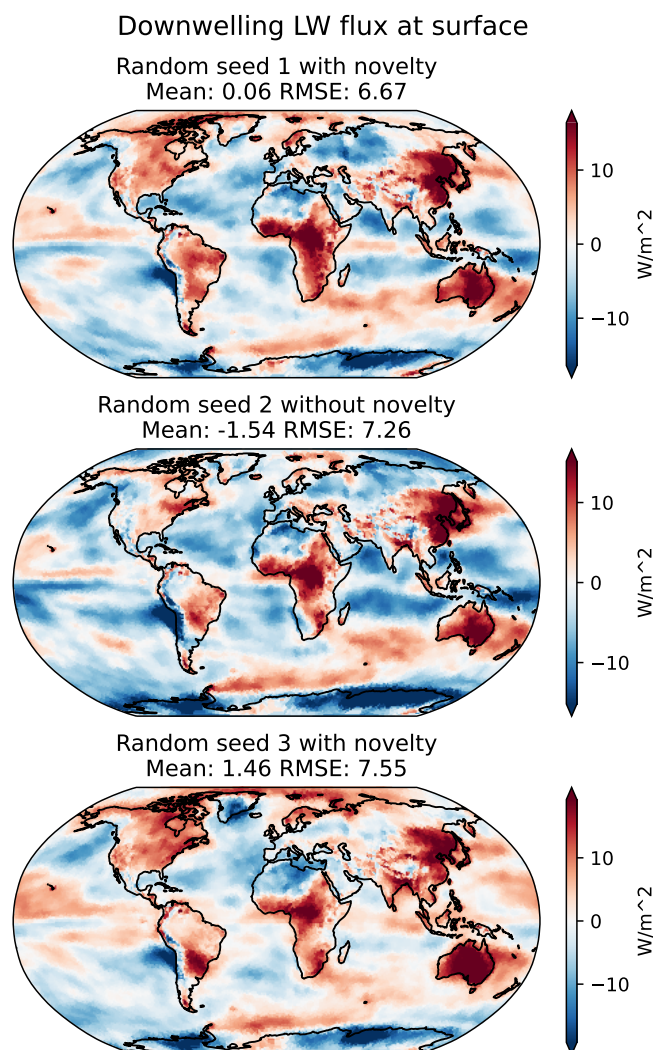 Downwelling LW flux at surface
Random seed 1 with novelty
Mean: 0.06 RMSE: 6.67
10
0
−10
W/m^2
Random seed 2 without novelty
Mean: -1.54 RMSE: 7.26
10
0
−10
W/m^2
Random seed 3 with novelty
Mean: 1.46 RMSE: 7.55
10
0
−10
W/m^2